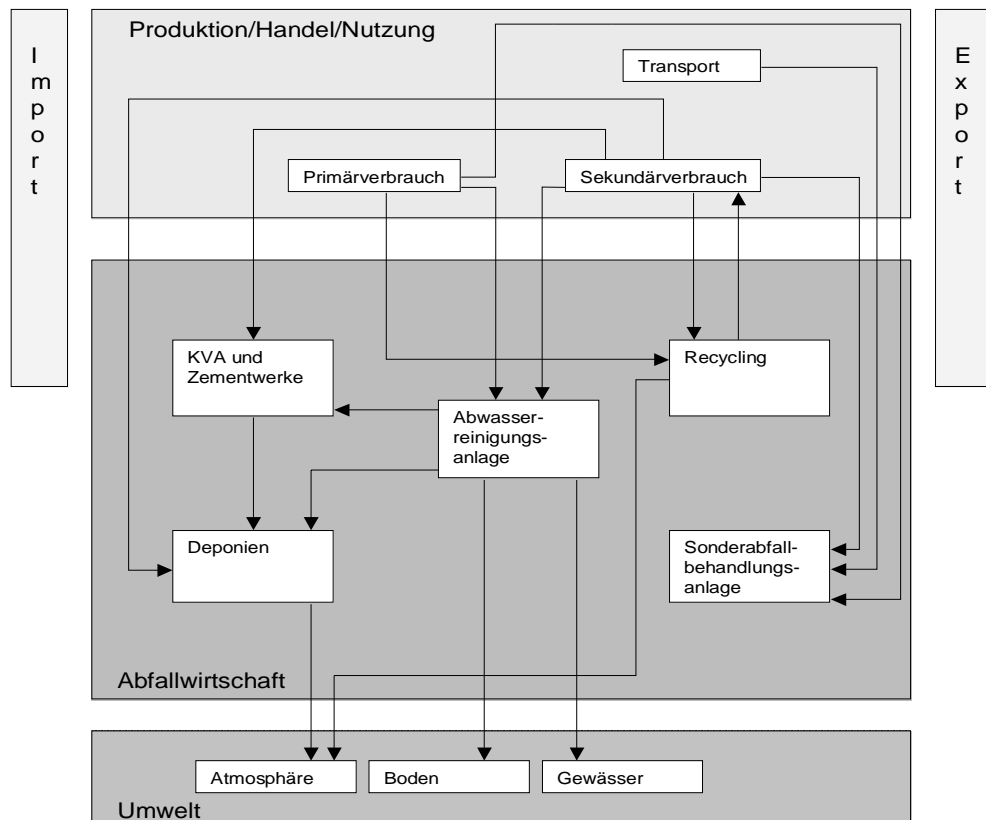 Import
Produktion/Handel/Nutzung
Export
Transport
Primärverbrauch
Sekundärverbrauch
KVA und
Zementwerke
Recycling
Abwasser-
reinigungs-
anlage
Deponien
Sonderabfall-
behandlungs-
anlage
Abfallwirtschaft
Atmosphäre
Boden
Gewässer
Umwelt